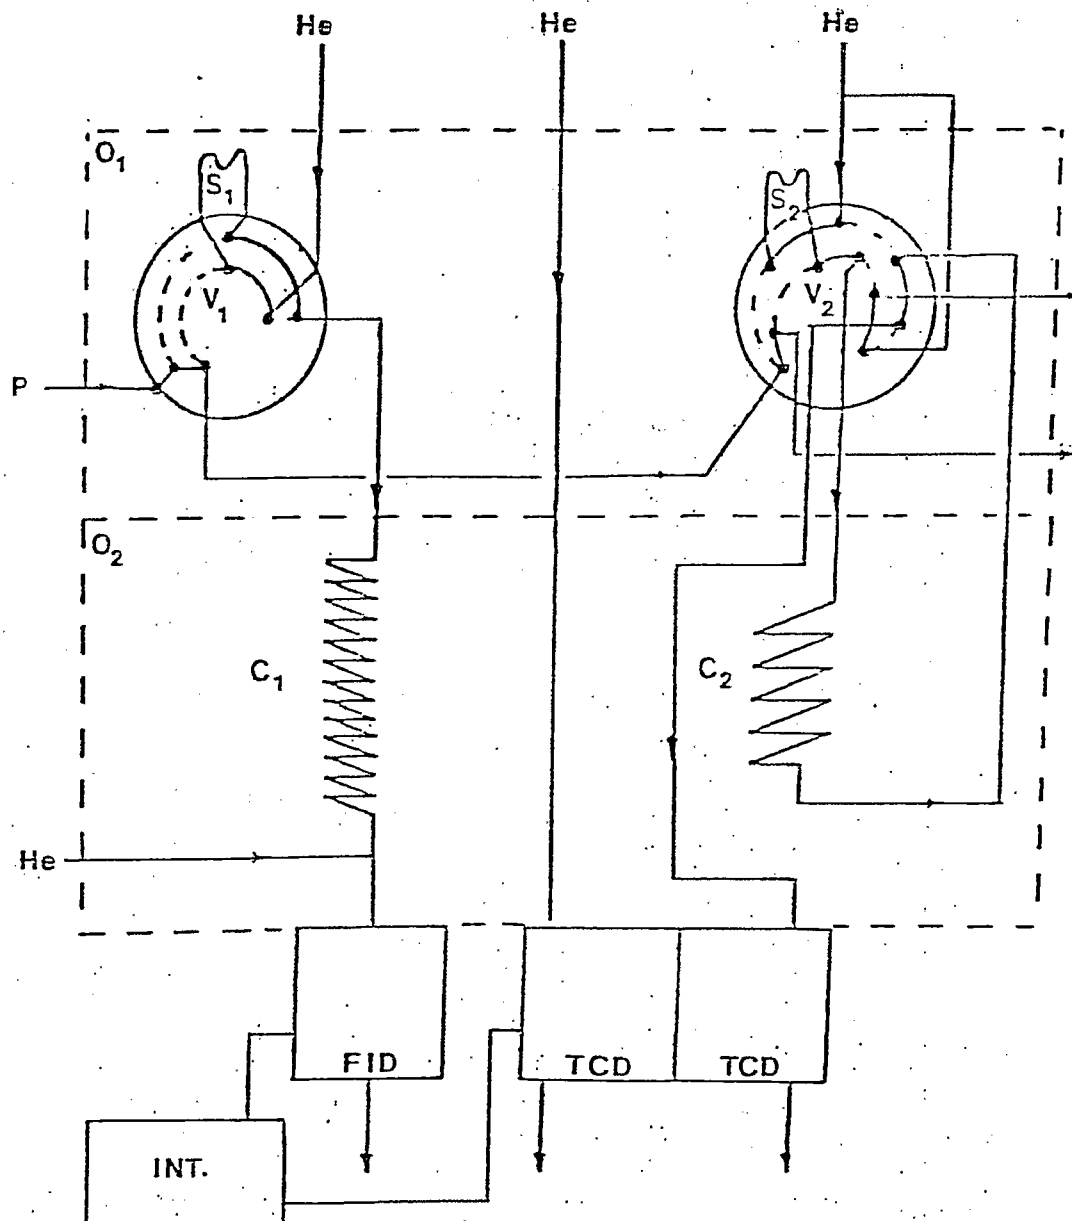 He He He
O1
S1 S2
V1 V2
P
O2
C1 C2
He
FID TCD TCD
INT.